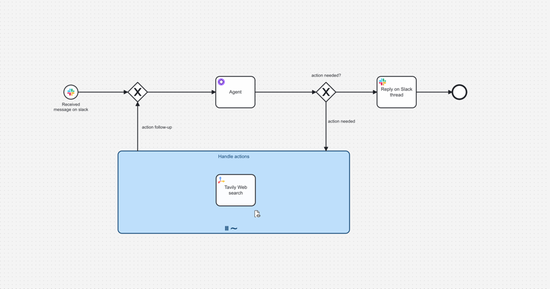 action needed?
Agent
Reply on Slack
thread
Received
message on slack
action follow-up
action needed
Handle actions
Tavily Web
search